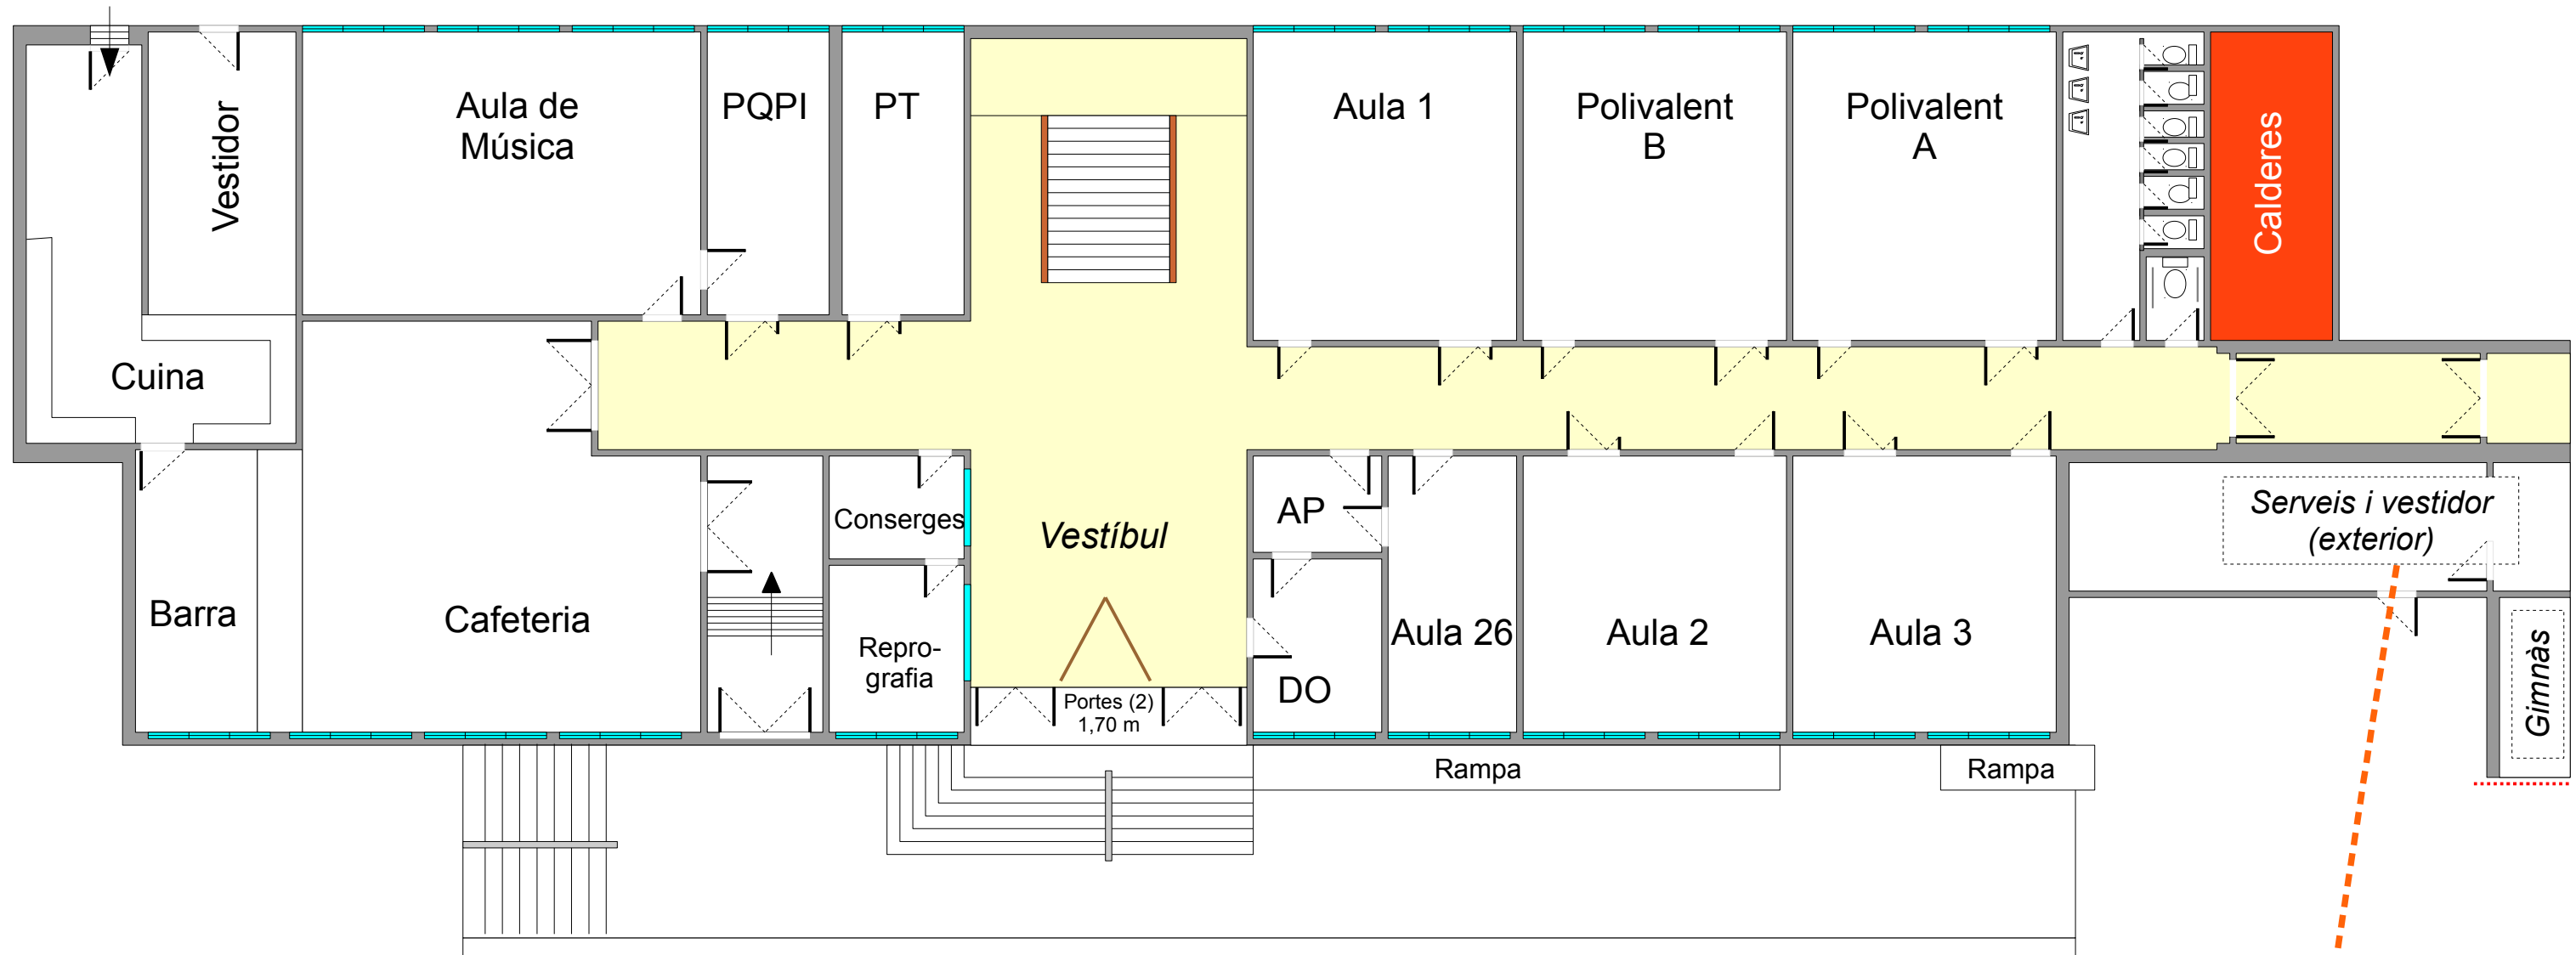 Vestidor
Aula de
Música
PQPI
PT
Aula 1
Polivalent
B
Polivalent
A
Calderes
Cuina
Barra
Cafeteria
Conserges
Repro-
grafia
Vestíbul
Portes (2)
1,70 m
AP
DO
Aula 26
Aula 2
Aula 3
Serveis i vestidor
(exterior)
Gimnàs
Rampa
Rampa